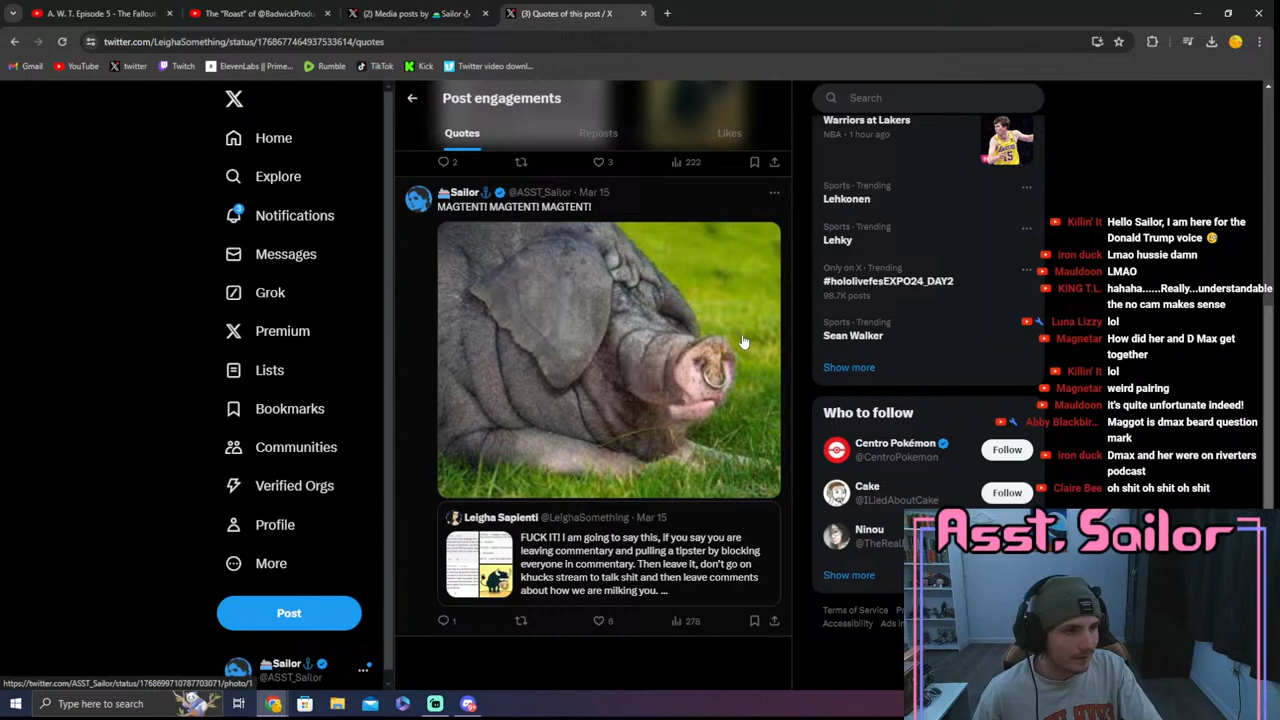 A. W. T. Episode 5 - The Fallout
The "Roast" of @BadwickProdu
(2) Media posts by Sailor
(3) Quotes of this post / X
twitter.com/LeighaSomething/status/1768677464937533614/quotes
Gmail
YouTube
twitter
Twitch
ElevenLabs || Prime...
Rumble
TikTok
Kick
Twitter video downl...
Home
Explore
3
Notifications
Messages
Grok
Premium
Lists
Bookmarks
Communities
Verified Orgs
Profile
More
Post
Sailor
@ASST_Sailor
Post engagements
Quotes
Reposts
Likes
2
3
222
Sailor @ASST_Sailor · Mar 15
MAGTENT! MAGTENT! MAGTENT!
Leigha Sapienti @LeighaSomething · Mar 15
FUCK IT! I am going to say this, If you say you are
leaving commentary and pulling a tipster by blocking
everyone in commentary. Then leave it, don't go on
khaoks stream to talk shit and then leave comments
about how we are milking you. ...
1
6
278
Search
Warriors at Lakers
NBA · 1 hour ago
Sports · Trending
Lehkonen
Sports · Trending
Lehky
Only on X · Trending
#hololivefesEXPO24_DAY2
98.7K posts
Sports · Trending
Sean Walker
Show more
Who to follow
Centro Pokémon
@CentroPokemon
Follow
Cake
@ILiedAboutCake
Follow
Ninou
@TheReal
Show more
Terms of Service
Accessibility
Killin' It Hello Sailor, I am here for the
Donald Trump voice
iron duck Lmao hussie damn
Mauldoon LMAO
KING T.L. hahaha......Really...understandable
the no cam makes sense
Luna Lizzy lol
Magnetar How did her and D Max get
together
Killin' It lol
Magnetar weird pairing
Mauldoon it's quite unfortunate indeed!
Abby Blackbir... Maggot is dmax beard question
mark
iron duck Dmax and her were on riverters
podcast
Claire Bee oh shit oh shit oh shit
Asst. Sailor
https://twitter.com/ASST_Sailor/status/1768699710787703071/photo/1
Type here to search